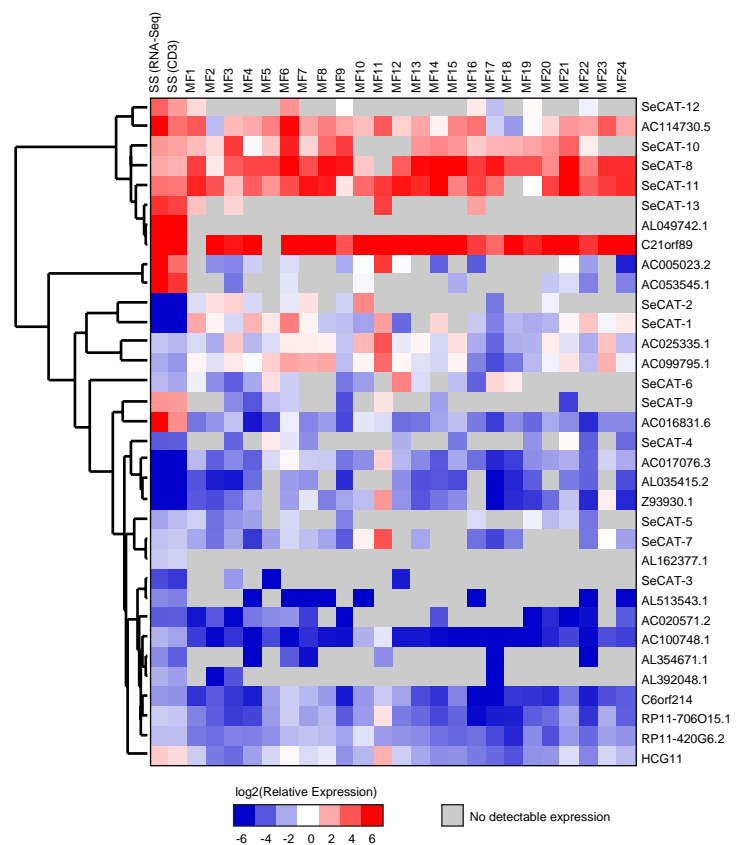 SS (RNA-Seq)
SS (CD3)
MF1
MF2
MF3
MF4
MF5
MF6
MF7
MF8
MF9
MF10
MF11
MF12
MF13
MF14
MF15
MF16
MF17
MF18
MF19
MF20
MF21
MF22
MF23
MF24
SeCAT-12
AC114730.5
SeCAT-10
SeCAT-8
SeCAT-11
SeCAT-13
AL049742.1
C21orf89
AC005023.2
AC053545.1
SeCAT-2
SeCAT-1
AC025335.1
AC099795.1
SeCAT-6
SeCAT-9
AC016831.6
SeCAT-4
AC017076.3
AL035415.2
Z93930.1
SeCAT-5
SeCAT-7
AL162377.1
SeCAT-3
AL513543.1
AC020571.2
AC100748.1
AL354671.1
AL392048.1
C6orf214
RP11-706O15.1
RP11-420G6.2
HCG11
log2(Relative Expression)
-6 -4 -2 0 2 4 6
No detectable expression